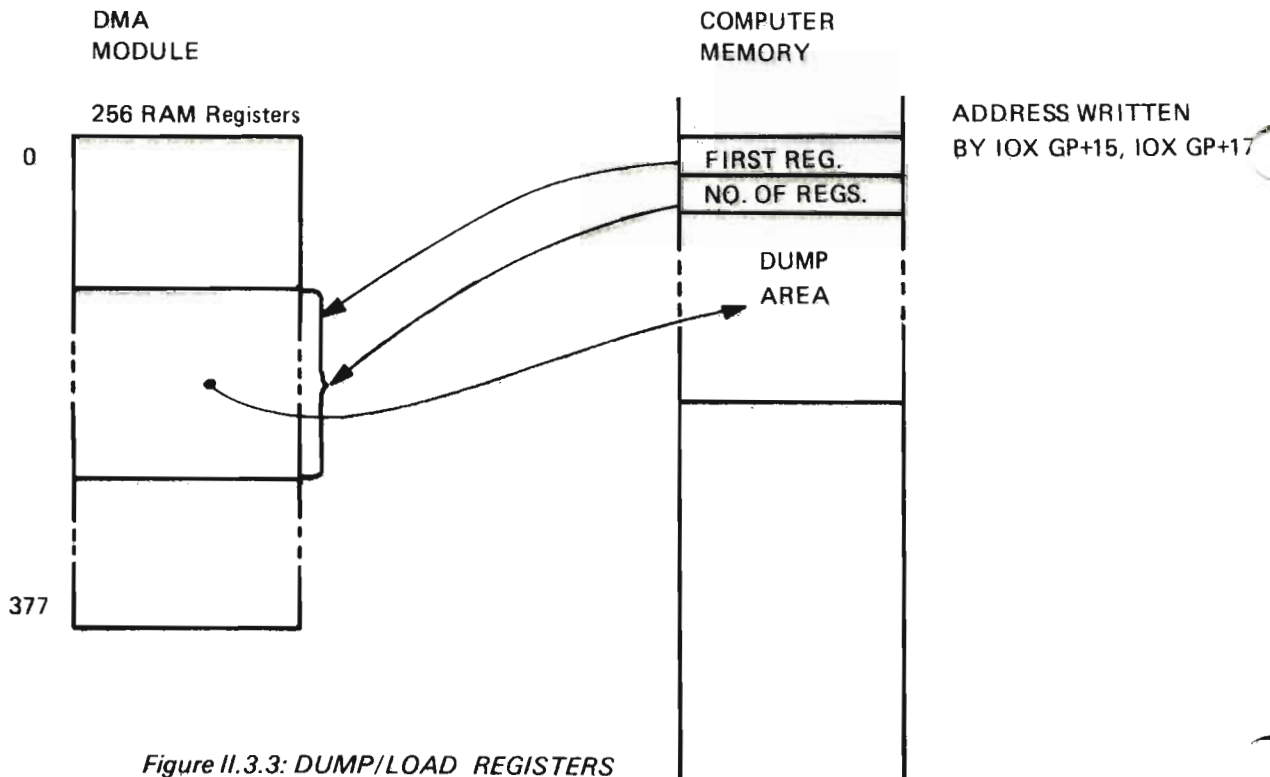 DMA
MODULE
COMPUTER
MEMORY
256 RAM Registers
ADDRESS WRITTEN
BY IOX GP+15, IOX GP+17
0
FIRST REG.
NO. OF REGS.
DUMP
AREA
377
Figure II.3.3: DUMP/LOAD REGISTERS